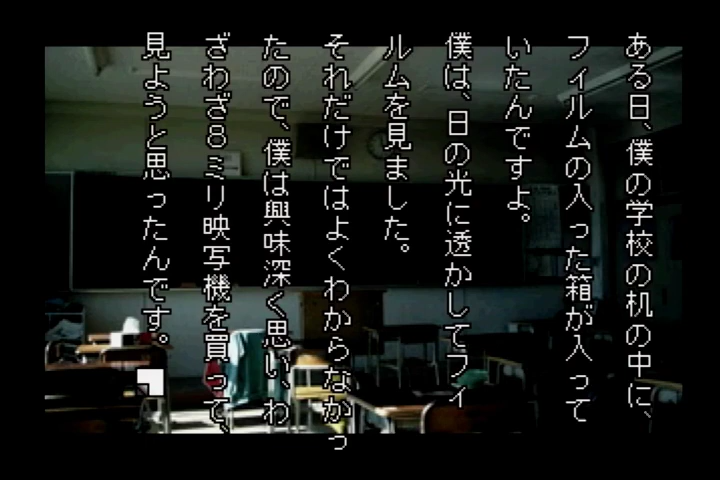 ある日、僕の学校の机の中に、
フィルムの入った箱が入って
いたんですよ。
僕は、日の光に透かしてフィ
ルムを見ました。
それだけではよくわからなかっ
たので、僕は興味深く思い、わ
ざわざ８ミリ映写機を買って、
見ようと思ったんです。